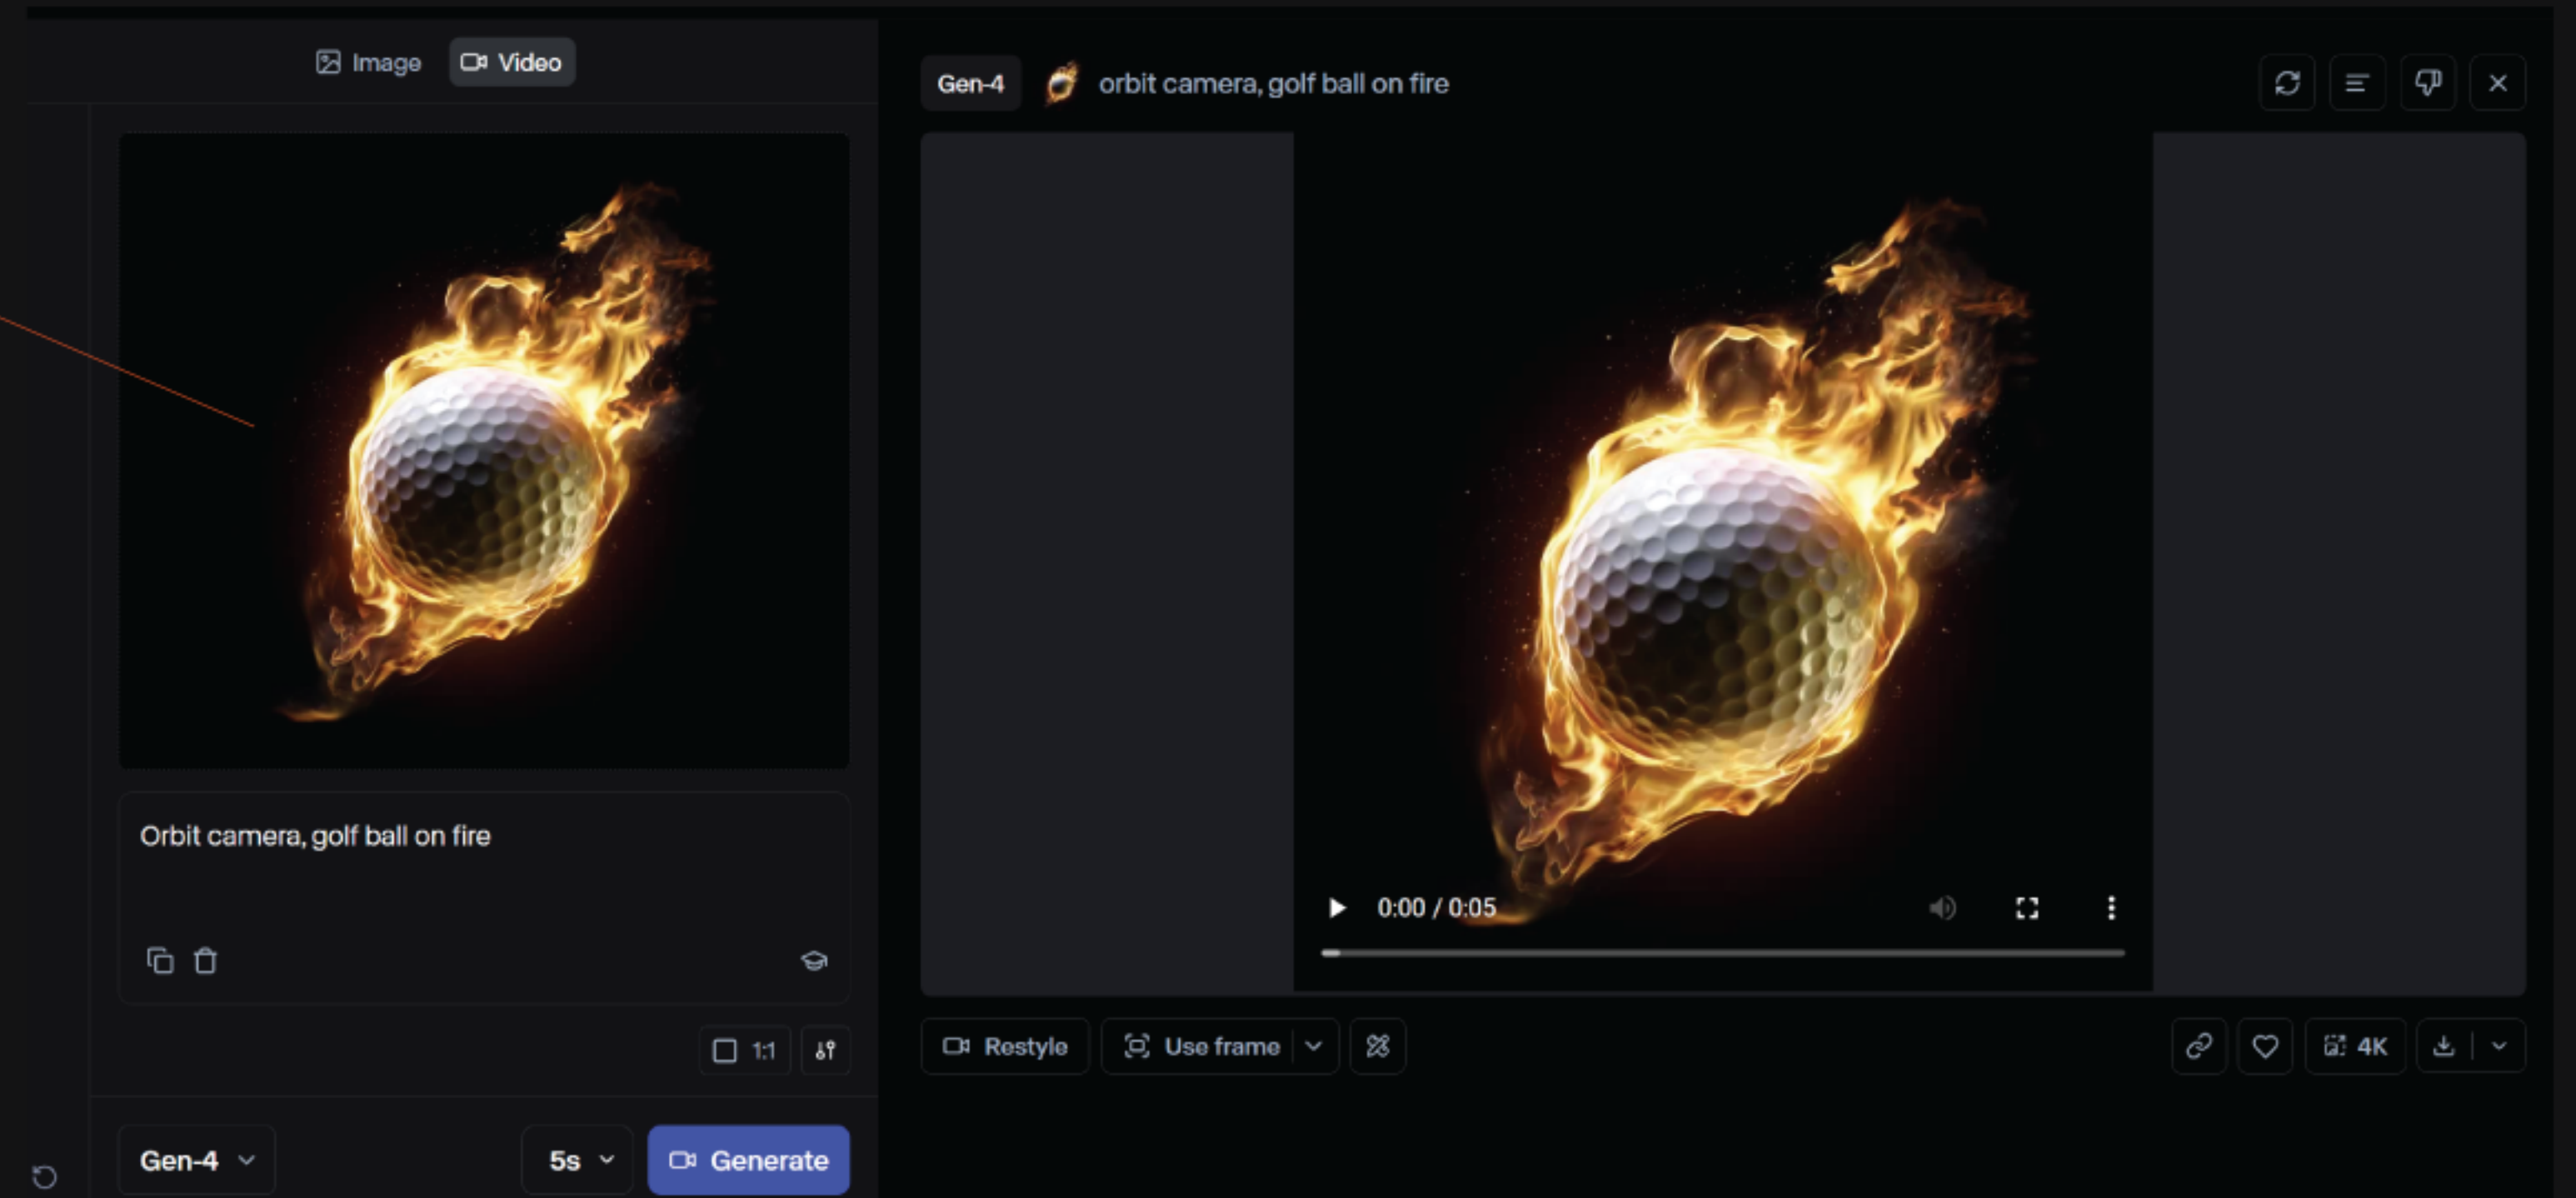 Image
Video
Orbit camera, golf ball on fire
1:1
Gen-4
5s
Generate
Gen-4
orbit camera, golf ball on fire
0:00 / 0:05
Restyle
Use frame
4K